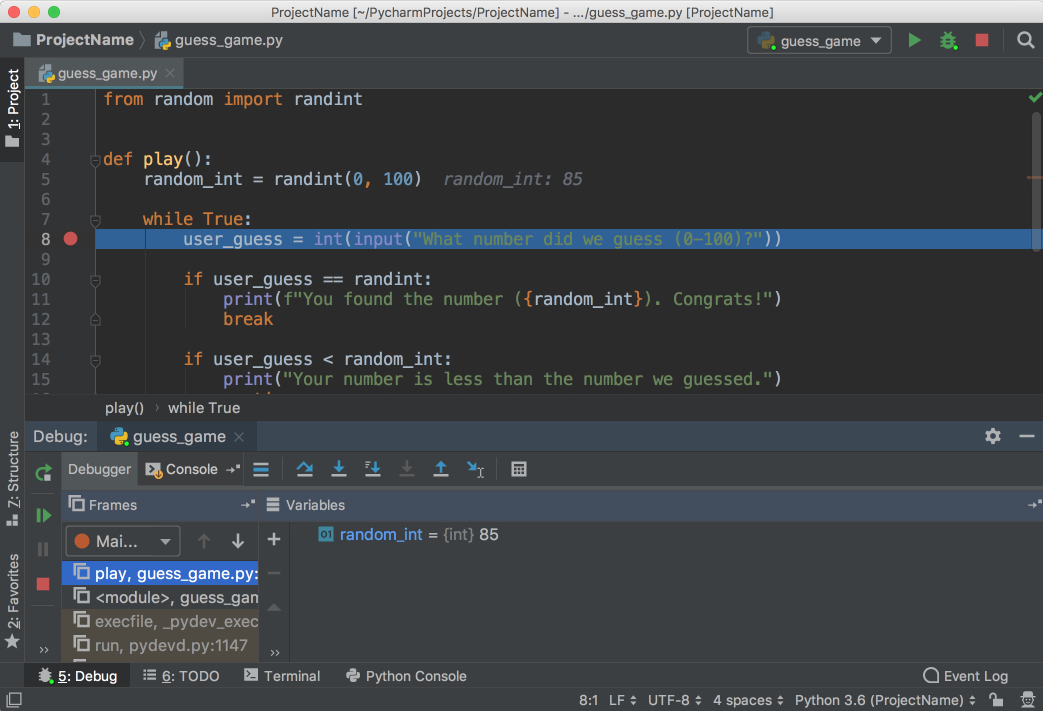 ProjectName [~/PycharmProjects/ProjectName] - .../guess_game.py [ProjectName]
ProjectName guess_game.py guess_game
1: Project
guess_game.py
1 from random import randint
2
3
4 def play():
5 random_int = randint(0, 100) random_int: 85
6
7 while True:
8 user_guess = int(input("What number did we guess (0-100)?"))
9
10 if user_guess == randint:
11 print(f"You found the number ({random_int}). Congrats!")
12 break
13
14 if user_guess < random_int:
15 print("Your number is less than the number we guessed.")
play() › while True
Debug: guess_game
7: Structure
Debugger Console
Frames Variables
Mai...
01 random_int = {int} 85
play, guess_game.py:
<module>, guess_gam
execfile, _pydev_exec
run, pydevd.py:1147
2: Favorites
5: Debug 6: TODO Terminal Python Console Event Log
8:1 LF UTF-8 4 spaces Python 3.6 (ProjectName)